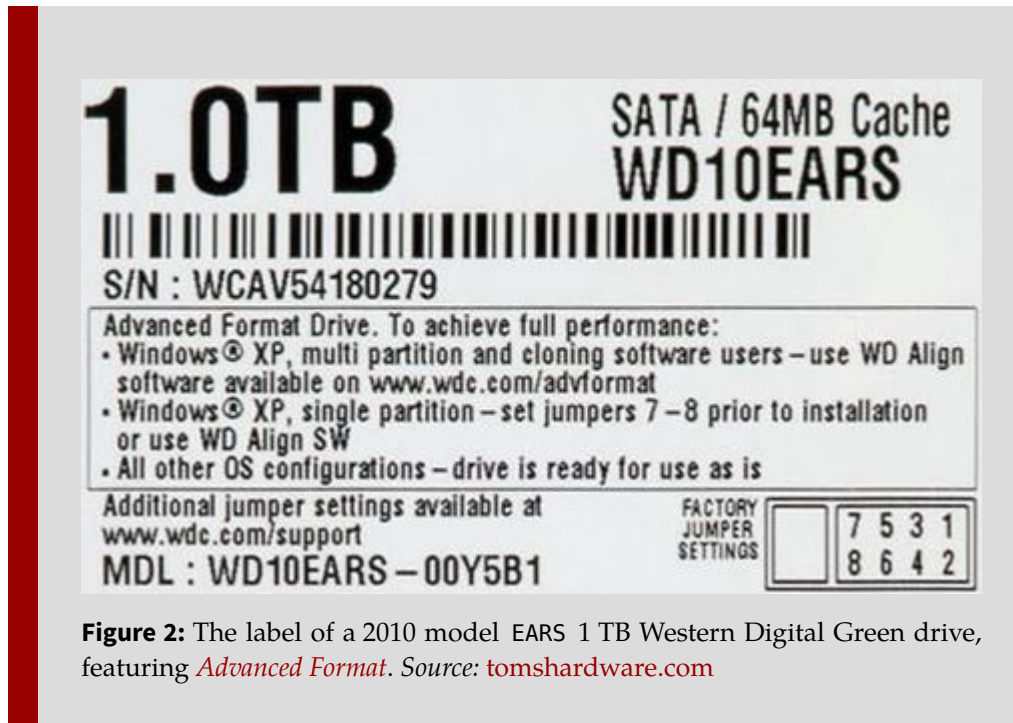 1.0TB
SATA / 64MB Cache
WD10EARS
S/N : WCAV54180279
Advanced Format Drive. To achieve full performance:
• Windows® XP, multi partition and cloning software users – use WD Align
software available on www.wdc.com/advformat
• Windows® XP, single partition – set jumpers 7 – 8 prior to installation
or use WD Align SW
• All other OS configurations – drive is ready for use as is
Additional jumper settings available at
www.wdc.com/support
MDL : WD10EARS – 00Y5B1
FACTORY
JUMPER
SETTINGS
7 5 3 1
8 6 4 2
Figure 2: The label of a 2010 model EARS 1 TB Western Digital Green drive,
featuring Advanced Format. Source: tomshardware.com